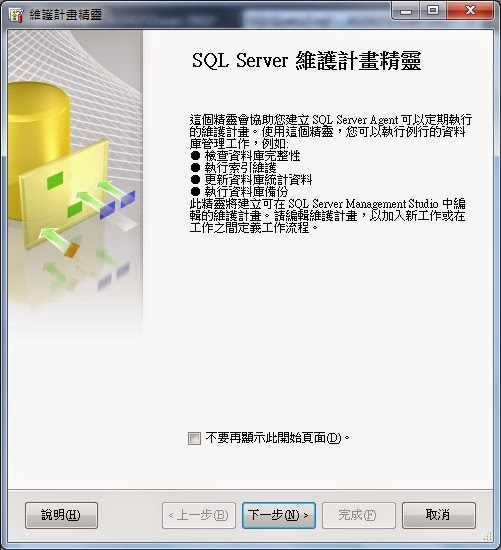 維護計畫精靈
SQL Server 維護計畫精靈
這個精靈會協助您建立 SQL Server Agent 可以定期執行
的維護計畫。使用這個精靈，您可以執行例行的資料
庫管理工作，例如:
● 檢查資料庫完整性
● 執行索引維護
● 更新資料庫統計資料
● 執行資料庫備份
此精靈將建立可在 SQL Server Management Studio 中編
輯的維護計畫。請編輯維護計畫，以加入新工作或在
工作之間定義工作流程。
不要再顯示此開始頁面(D)。
說明(H)
< 上一步(B)
下一步(N) >
完成(F)
取消